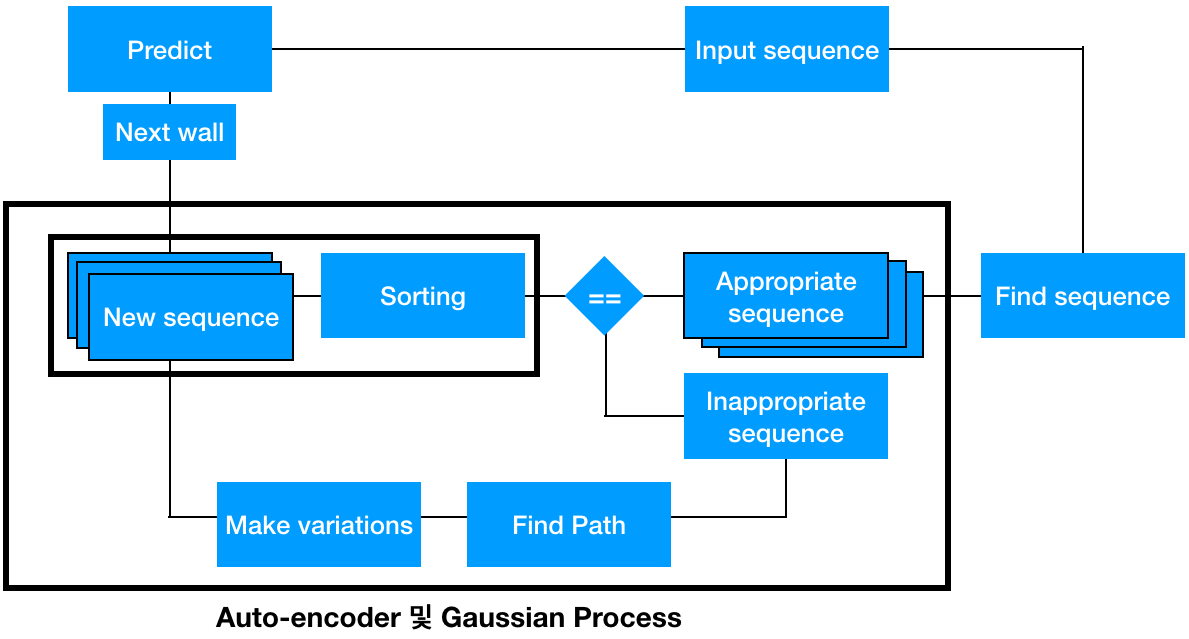 Predict
Input sequence
Next wall
New sequence
Sorting
==
Appropriate
sequence
Find sequence
Inappropriate
sequence
Make variations
Find Path
Auto-encoder 및 Gaussian Process